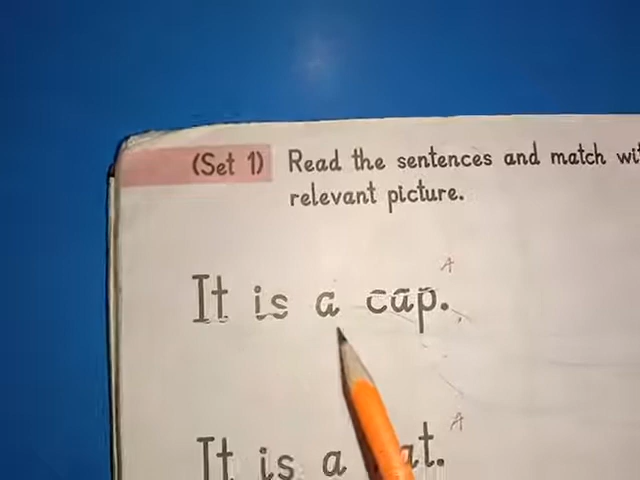 (Set 1) Read the sentences and match
relevant picture.
A
It is a cap.
A
It is a